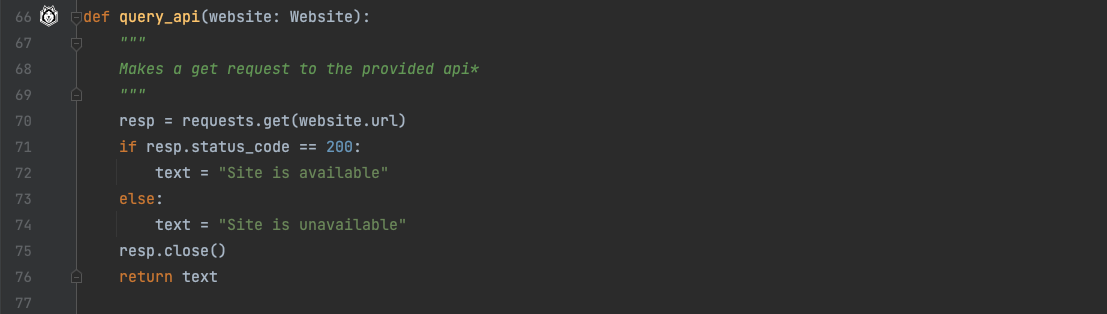 66 def query_api(website: Website):
67     """
68     Makes a get request to the provided api*
69     """
70     resp = requests.get(website.url)
71     if resp.status_code == 200:
72         text = "Site is available"
73     else:
74         text = "Site is unavailable"
75     resp.close()
76     return text
77